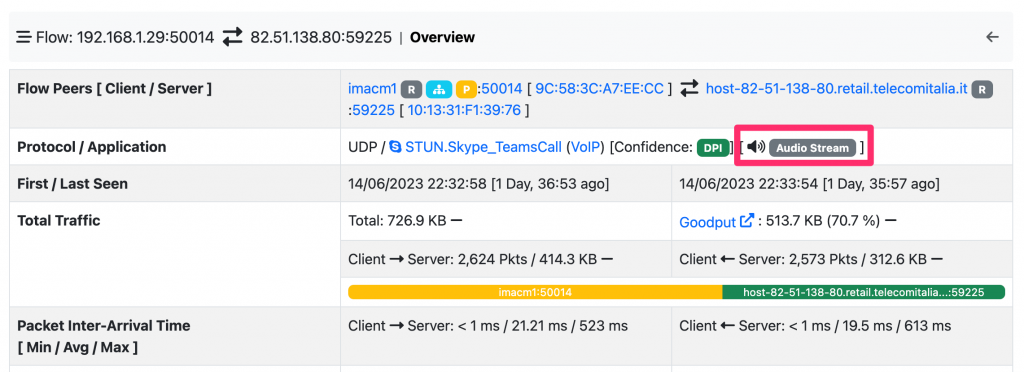 Flow: 192.168.1.29:50014 82.51.138.80:59225 | Overview
Flow Peers [ Client / Server ]
imacm1 R P :50014 [ 9C:58:3C:A7:EE:CC ] host-82-51-138-80.retail.telecomitalia.it R
:59225 [ 10:13:31:F1:39:76 ]
Protocol / Application
UDP / STUN.Skype_TeamsCall (VoIP) [Confidence: DPI] [ Audio Stream ]
First / Last Seen
14/06/2023 22:32:58 [1 Day, 36:53 ago]
14/06/2023 22:33:54 [1 Day, 35:57 ago]
Total Traffic
Total: 726.9 KB —
Goodput : 513.7 KB (70.7 %) —
Client → Server: 2,624 Pkts / 414.3 KB —
Client ← Server: 2,573 Pkts / 312.6 KB —
imacm1:50014
host-82-51-138-80.retail.telecomitalia...:59225
Packet Inter-Arrival Time
[ Min / Avg / Max ]
Client → Server: < 1 ms / 21.21 ms / 523 ms
Client ← Server: < 1 ms / 19.5 ms / 613 ms